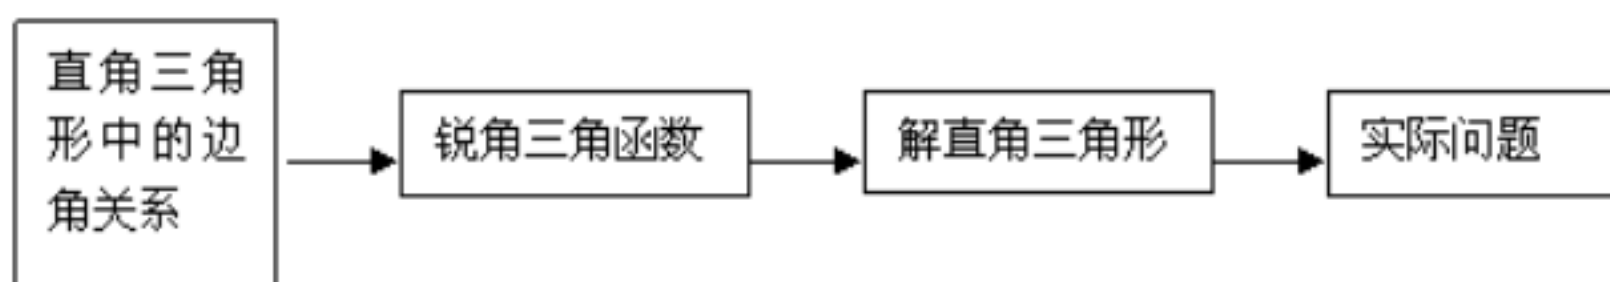 直角三角
形中的边
角关系
锐角三角函数
解直角三角形
实际问题